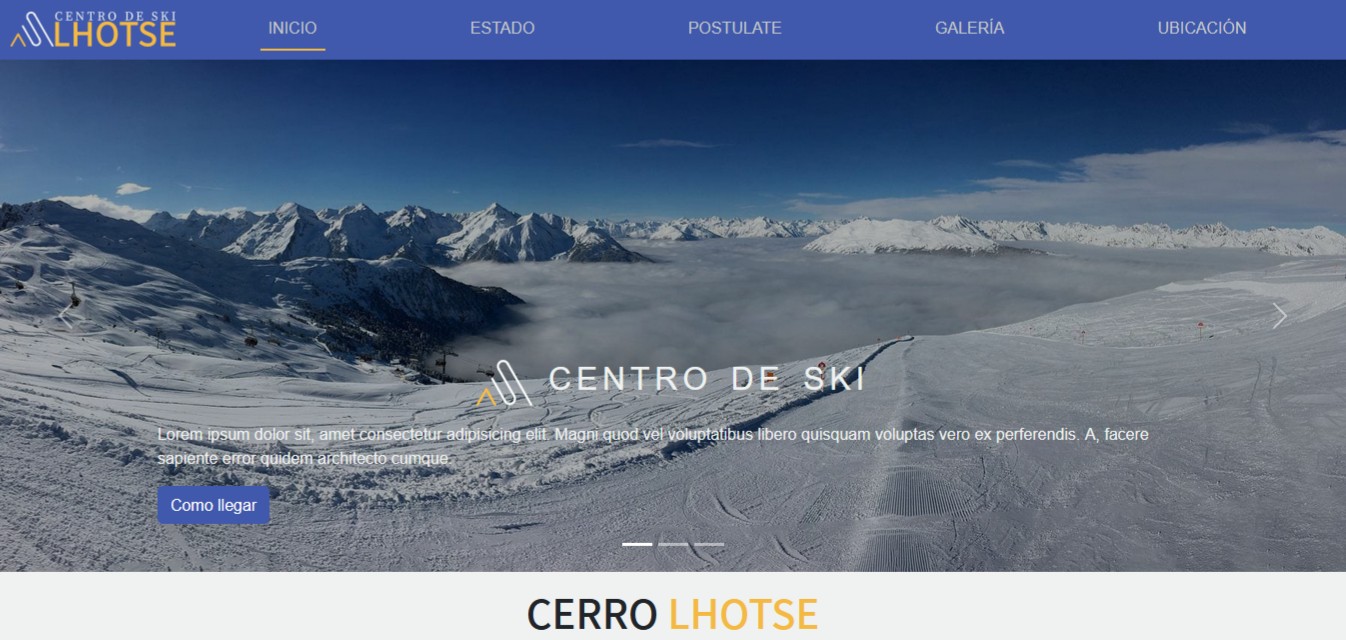 CENTRO DE SKI
LHOTSE
INICIO
ESTADO
POSTULATE
GALERÍA
UBICACIÓN
CENTRO DE SKI
Lorem ipsum dolor sit, amet consectetur adipisicing elit. Magni quod vel voluptatibus libero quisquam voluptas vero ex perferendis. A, facere
sapiente error quidem architecto cumque.
Como llegar
CERRO LHOTSE